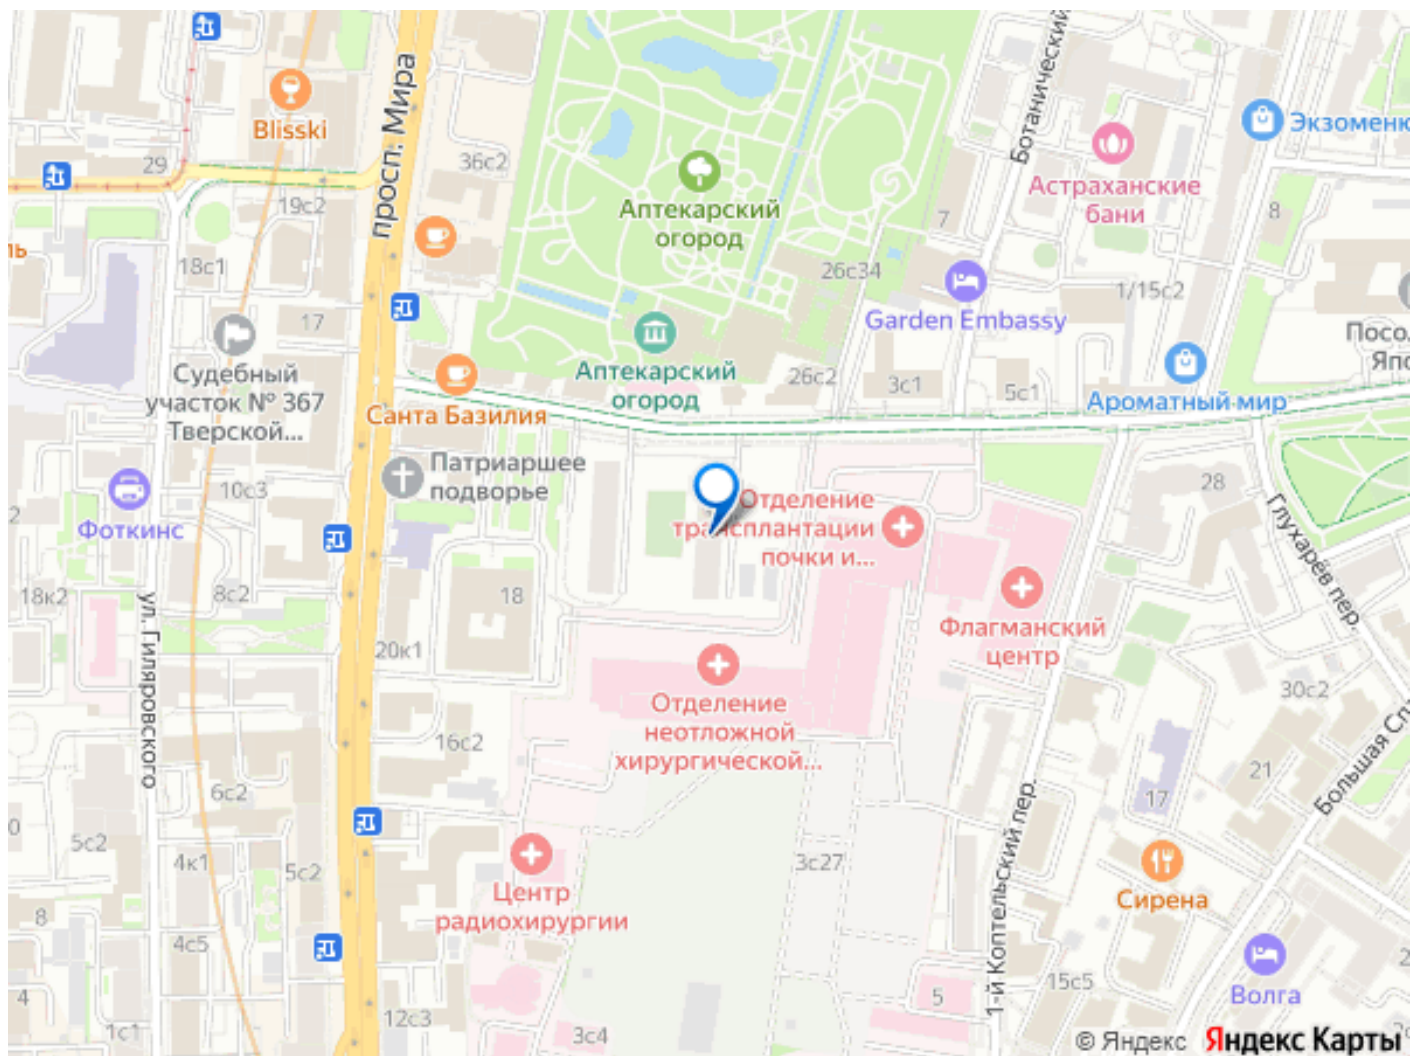 Blisski
просп. Мира
29
36с2
19с2
Ботанический
Экзоменю
Астраханские
бани
Аптекарский
огород
7
8
ль
18с1
26с34
1/15с2
17
Garden Embassy
Посол
Япо
Судебный
участок № 367
Тверской...
Аптекарский
огород
26с2
3с1
5с1
Ароматный мир
Санта Базилия
Патриаршее
подворье
28
10с3
Фоткинс
Отделение
трансплантации
почки и...
Глухарёв пер.
18к2
8с2
18
ул. Гиляровского
20к1
Флагманский
центр
30с2
Отделение
неотложной
хирургической...
16с2
Большая Сп
21
6с2
17
5с2
4к1
5с2
3с27
1-й Коптельский пер.
Сирена
Центр
радиохирургии
8
4с5
15с5
Волга
4
5
1с1
12с3
3с4
© Яндекс Яндекс Карты